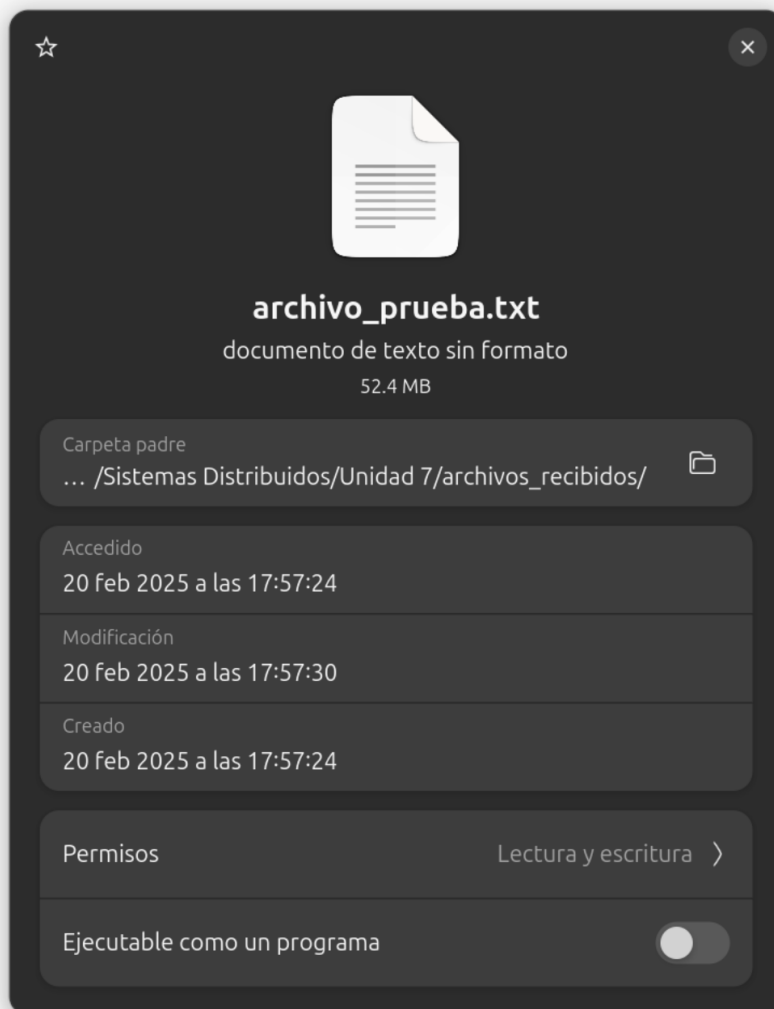 archivo_prueba.txt
documento de texto sin formato
52.4 MB
Carpeta padre
… /Sistemas Distribuidos/Unidad 7/archivos_recibidos/
Accedido
20 feb 2025 a las 17:57:24
Modificación
20 feb 2025 a las 17:57:30
Creado
20 feb 2025 a las 17:57:24
Permisos
Lectura y escritura
Ejecutable como un programa